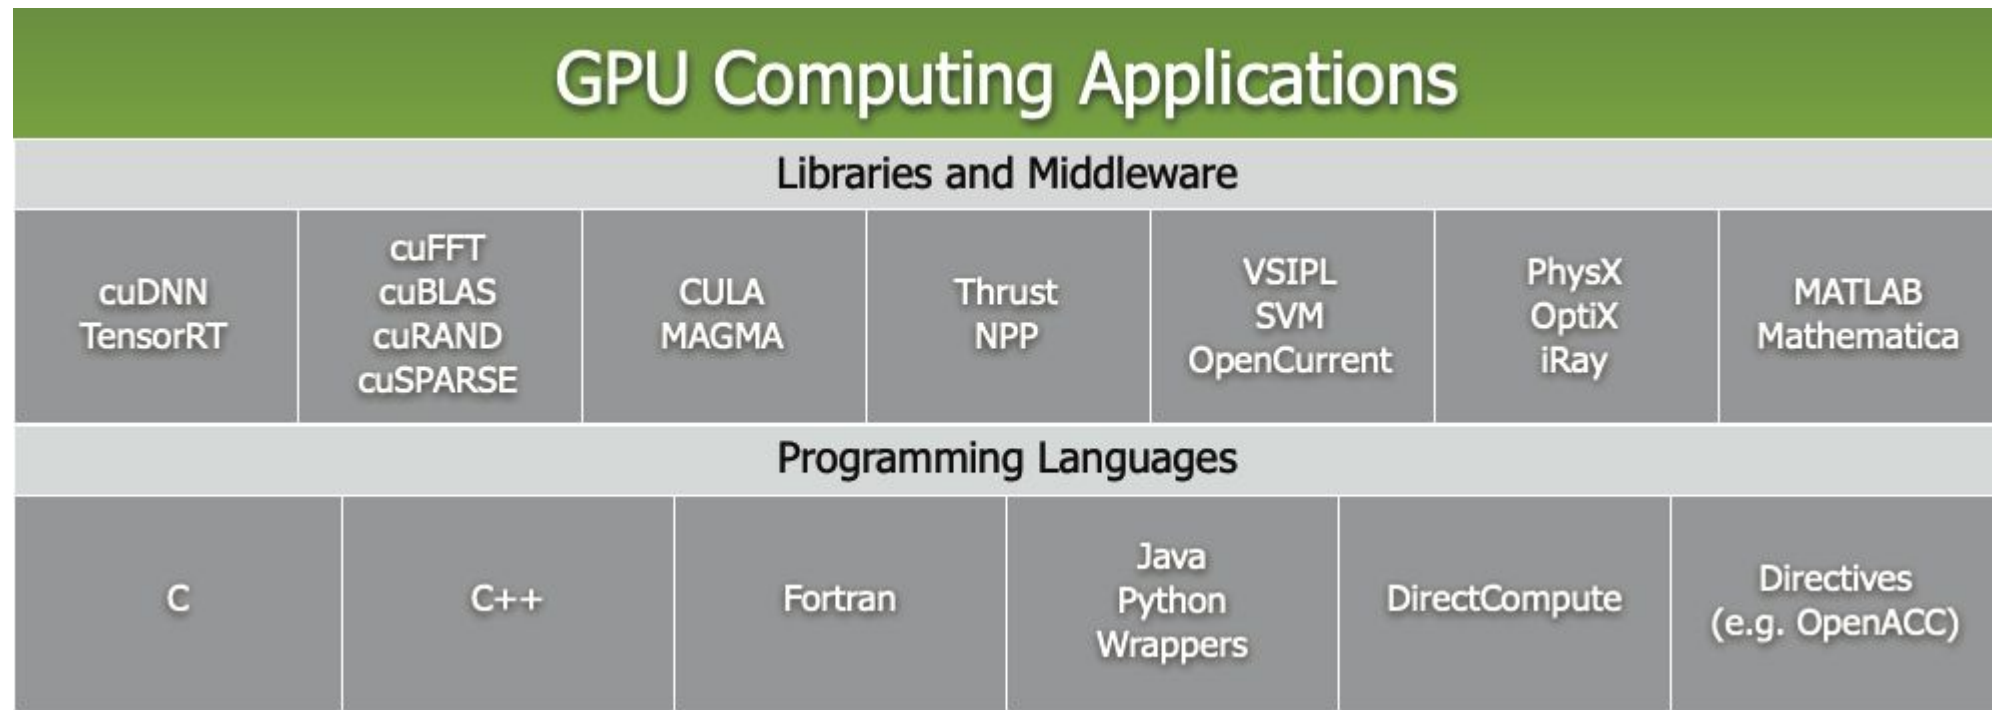 GPU Computing Applications
Libraries and Middleware
cuDNN
TensorRT
cuFFT
cuBLAS
cuRAND
cuSPARSE
CULA
MAGMA
Thrust
NPP
VSIPL
SVM
OpenCurrent
PhysX
OptiX
iRay
MATLAB
Mathematica
Programming Languages
C
C++
Fortran
Java
Python
Wrappers
DirectCompute
Directives
(e.g. OpenACC)